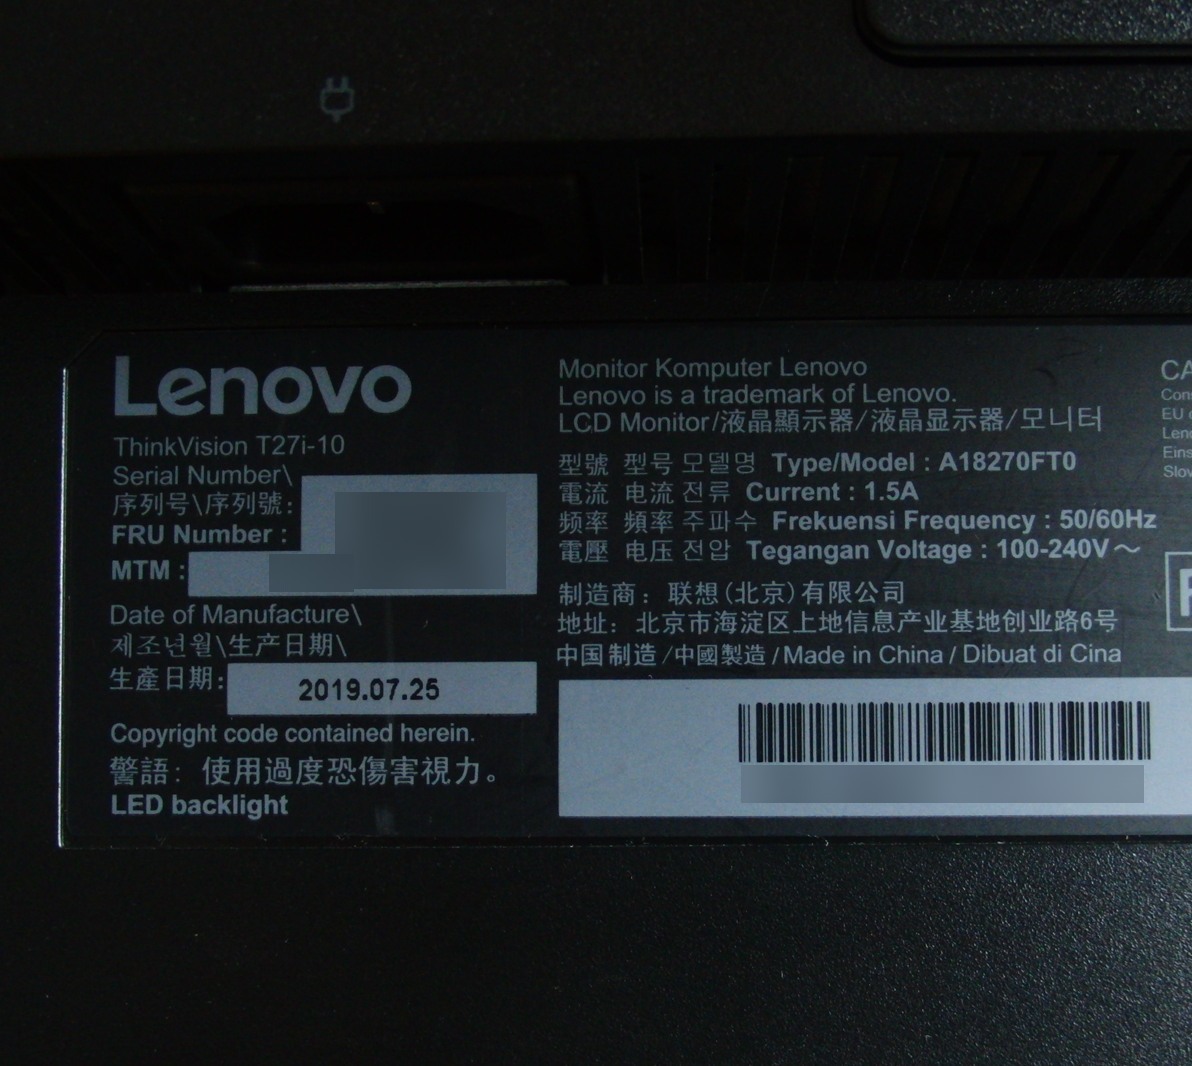 Lenovo
ThinkVision T27i-10
Serial Number\
序列号\序列號:
FRU Number :
MTM :
Date of Manufacture\
제조년월\生产日期\
生產日期:
2019.07.25
Copyright code contained herein.
警語: 使用過度恐傷害視力。
LED backlight
Monitor Komputer Lenovo
Lenovo is a trademark of Lenovo.
LCD Monitor/液晶顯示器/液晶显示器/모니터
型號 型号 모델명 Type/Model : A18270FT0
電流 电流 전류 Current : 1.5A
频率 頻率 주파수 Frekuensi Frequency : 50/60Hz
電壓 电压 전압 Tegangan Voltage : 100-240V～
制造商: 联想(北京)有限公司
地址: 北京市海淀区上地信息产业基地创业路6号
中国制造/中國製造/Made in China/Dibuat di Cina
EU